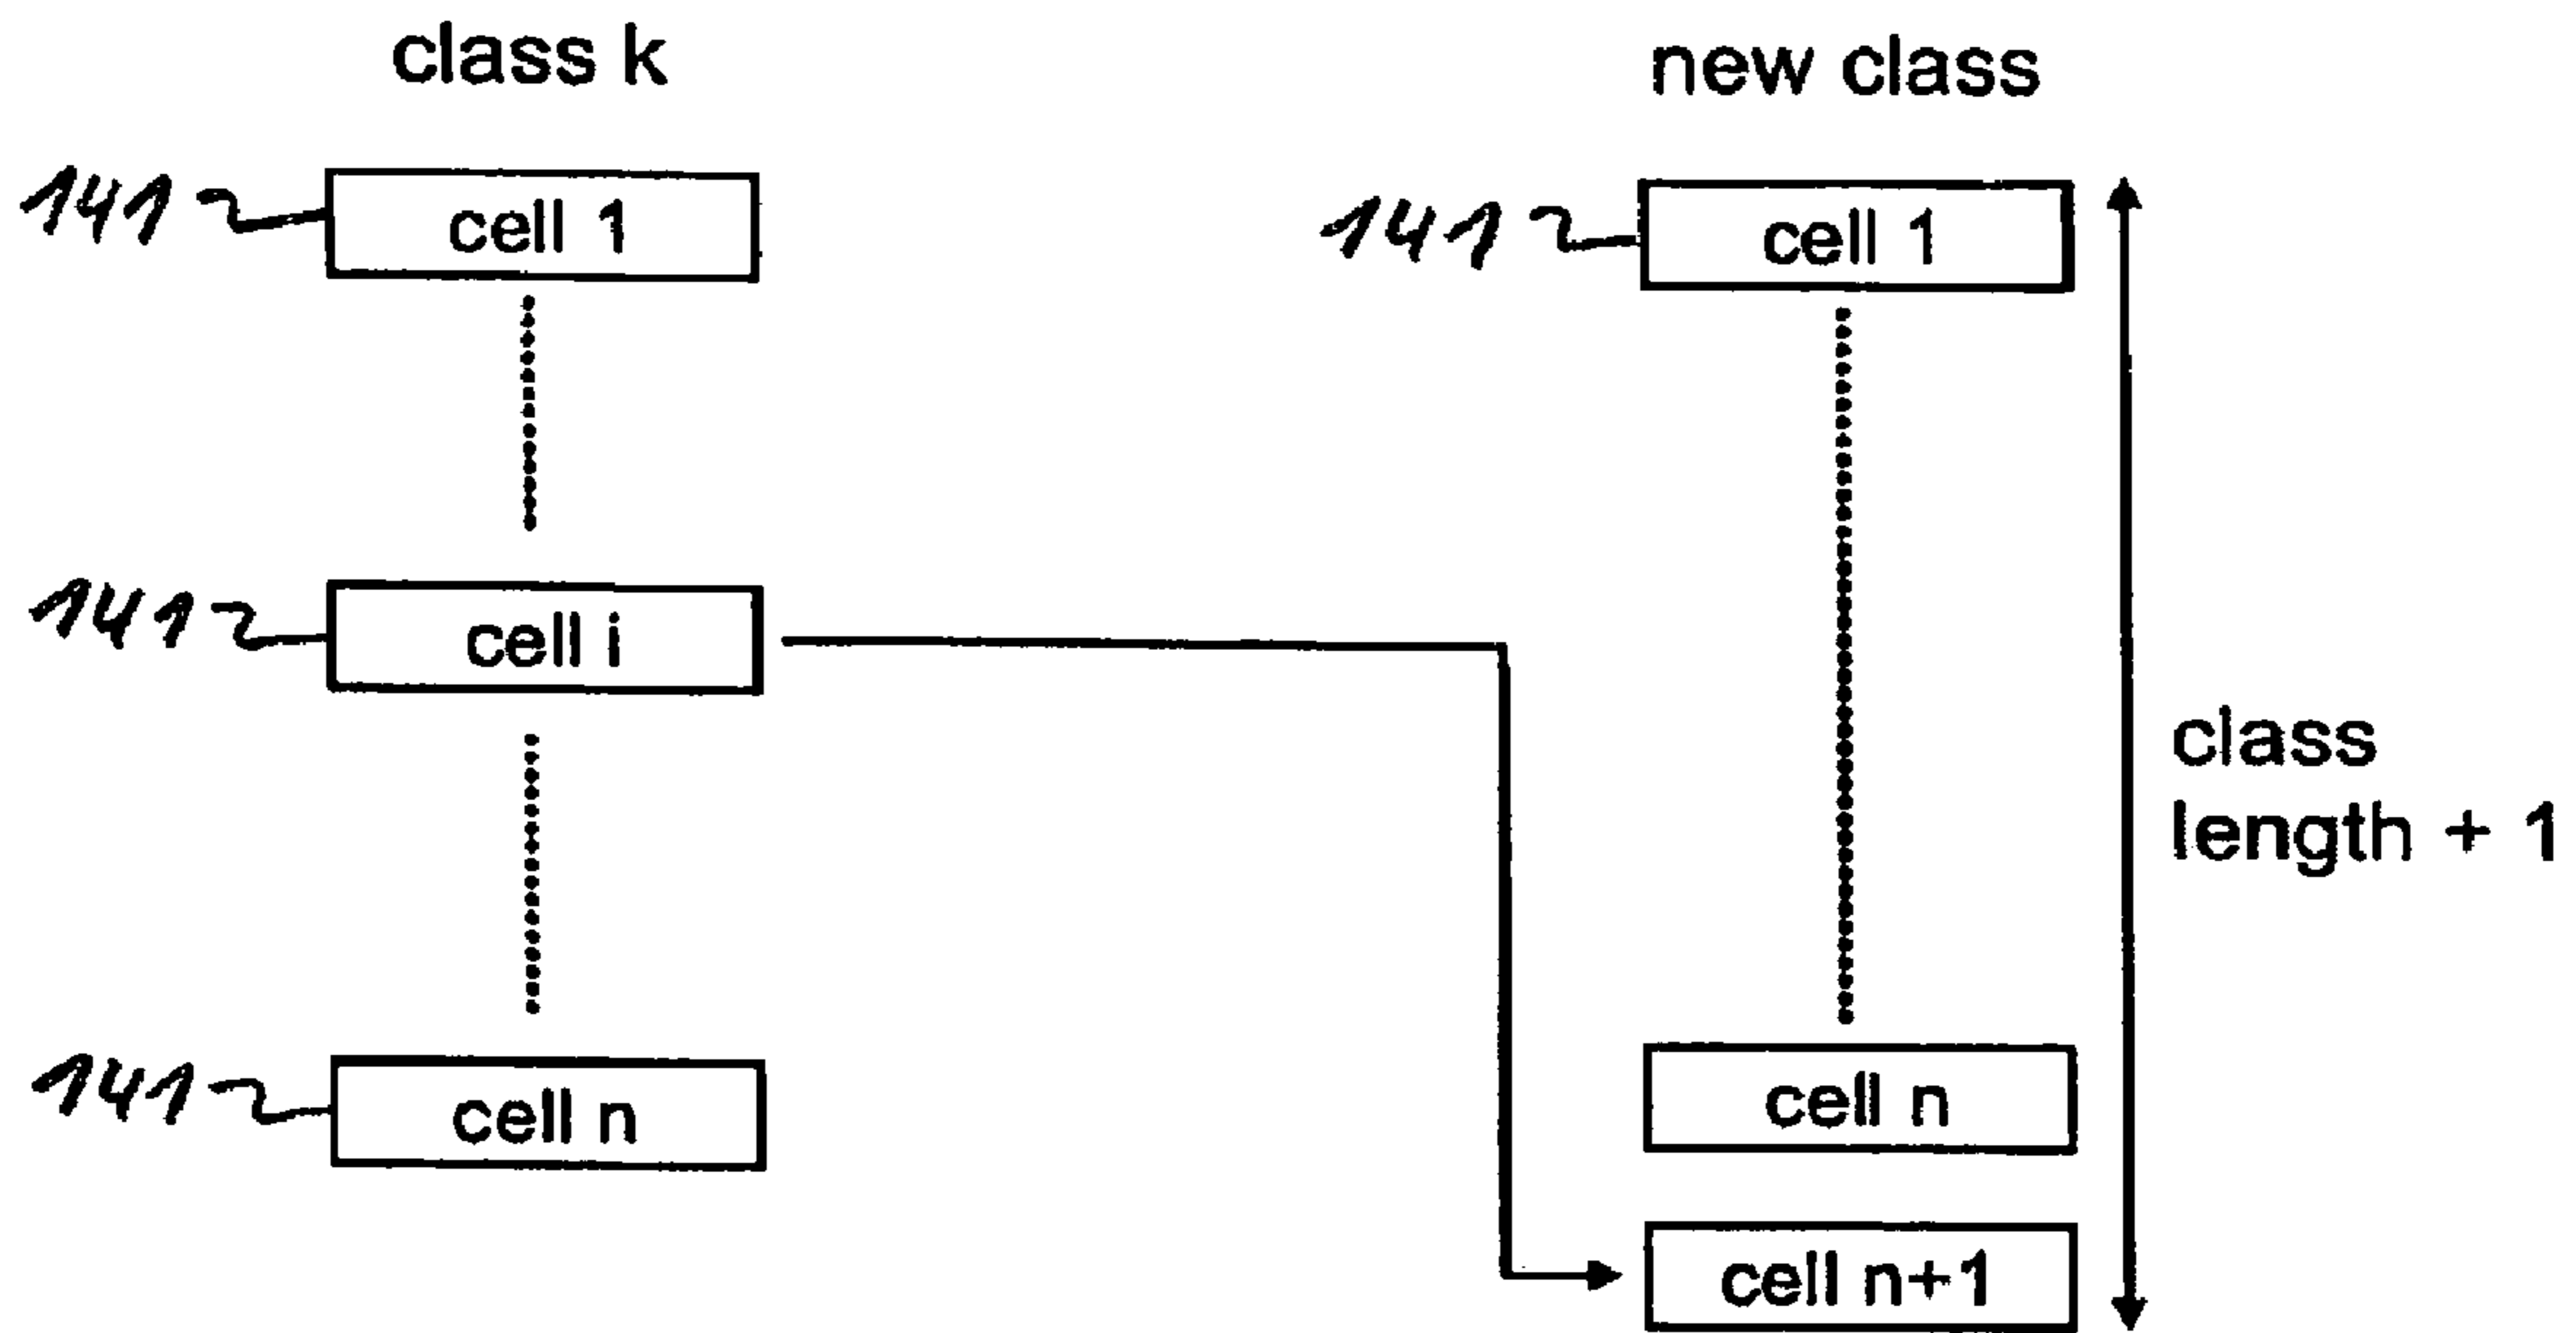 class k
new class
141
cell 1
141
cell 1
141
cell i
class
length + 1
141
cell n
cell n
cell n+1